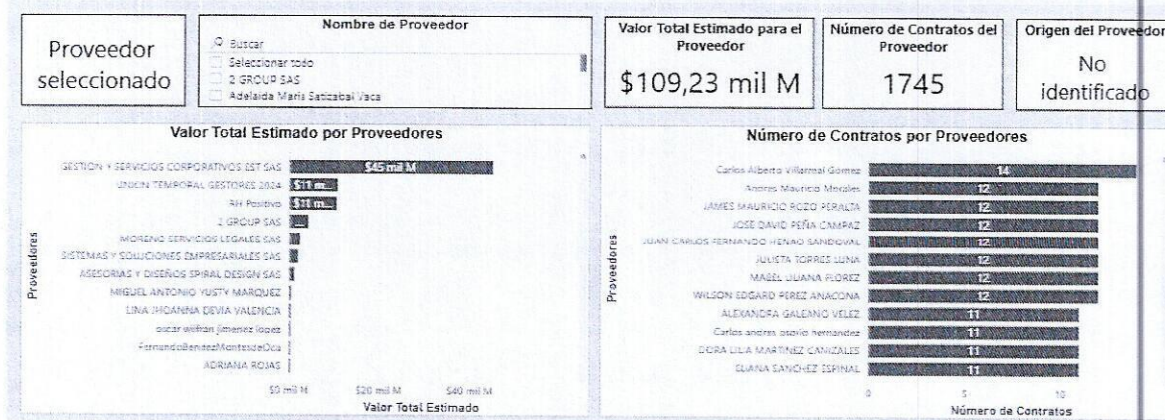 Proveedor
seleccionado
Nombre de Proveedor
Buscar
Seleccionar todo
2 GROUP SAS
Adelaida Maris Satizabal Vaca
Valor Total Estimado para el
Proveedor
$109,23 mil M
Número de Contratos del
Proveedor
1745
Origen del Proveedor
No
identificado
Valor Total Estimado por Proveedores
Proveedores
GESTION Y SERVICIOS CORPORATIVOS EST SAS $45 mil M
UNION TEMPORAL GESTORES 2024 $11 m...
RH Positivo $11 m...
2 GROUP SAS ...
MORENO SERVICIOS LEGALES SAS
SISTEMAS Y SOLUCIONES EMPRESARIALES SAS
ASESORIAS Y DISEÑOS SPIRAL DESIGN SAS
MIGUEL ANTONIO YUSTY MARQUEZ
LINA JHOANNA DEVIA VALENCIA
oscar jimenez lopez
ADRIANA ROJAS
$0 mil M $20 mil M $40 mil M
Valor Total Estimado
Número de Contratos por Proveedores
Proveedores
Carlos Alberto Villarreal Gomez 14
Andres Mauricio Morales 12
JAMES MAURICIO ROZO PERALTA 12
JOSE DAVID PEÑA CAMPAZ 12
JUAN CARLOS FERNANDO HENAO SANDOVAL 12
JULISTA TORRES LUNA 12
MABEL LILIANA FLOREZ 12
WILSON EDGARD PEREZ ANACONA 12
ALEXANDRA GALEANO VELEZ 11
Carlos andres osorio hernandez 11
DORA LILIA MARTINEZ CANIZALES 11
ELIANA SANCHEZ ESPINAL 11
0 5 10
Número de Contratos